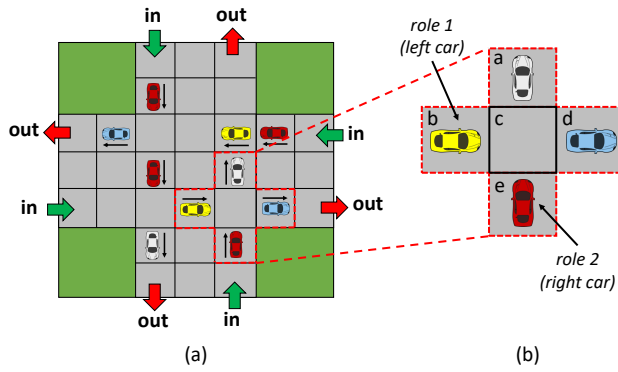 in
out
out
in
in
out
out
in
(a)
role 1
(left car)
a
b
c
d
e
role 2
(right car)
(b)